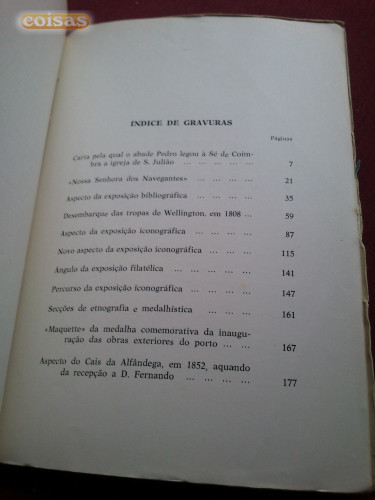 coisas
INDICE DE GRAVURAS
Páginas
Carta pela qual o abade Pedro legou à Sé de Coim-
bra a igreja de S. Julião ... ... ... ... ... 7
«Nossa Senhora dos Navegantes» ... ... ... ... 21
Aspecto da exposição bibliográfica ... ... ... ... 35
Desembarque das tropas de Wellington, em 1808 ... 59
Aspecto da exposição iconográfica ... ... ... ... 87
Novo aspecto da exposição iconográfica ... ... ... 115
Ângulo da exposição filatélica ... ... ... ... ... 141
Percurso da exposição iconográfica ... ... ... ... 147
Secções de etnografia e medalhística ... ... ... 161
«Maquette» da medalha comemorativa da inaugu-
ração das obras exteriores do porto ... ... 167
Aspecto do Cais da Alfândega, em 1852, aquando
da recepção a D. Fernando ... ... ... ... 177